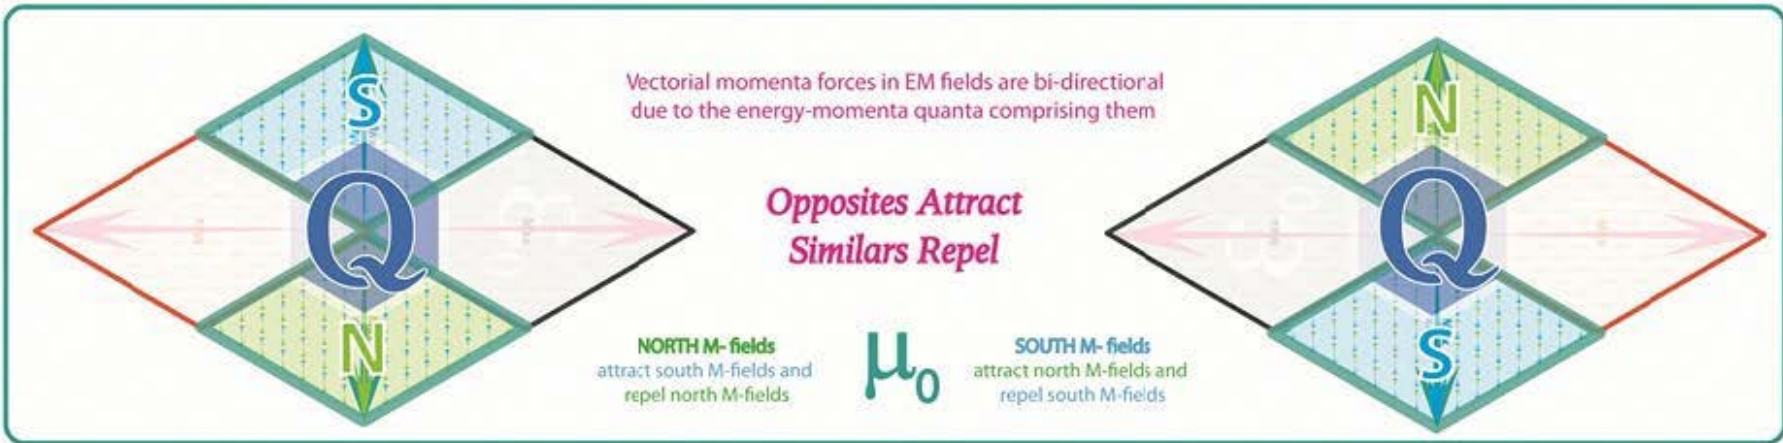 S
Q
N
Vectorial momenta forces in EM fields are bi-directional
due to the energy-momenta quanta comprising them
Opposites Attract
Similars Repel
NORTH M- fields
attract south M-fields and
repel north M-fields
μ0
SOUTH M- fields
attract north M-fields and
repel south M-fields
N
Q
S